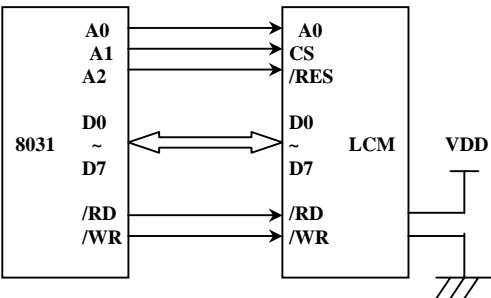 A0 A0
A1 CS
A2 /RES
D0 D0
8031 ~ ~ LCM VDD
D7 D7
/RD /RD
/WR /WR